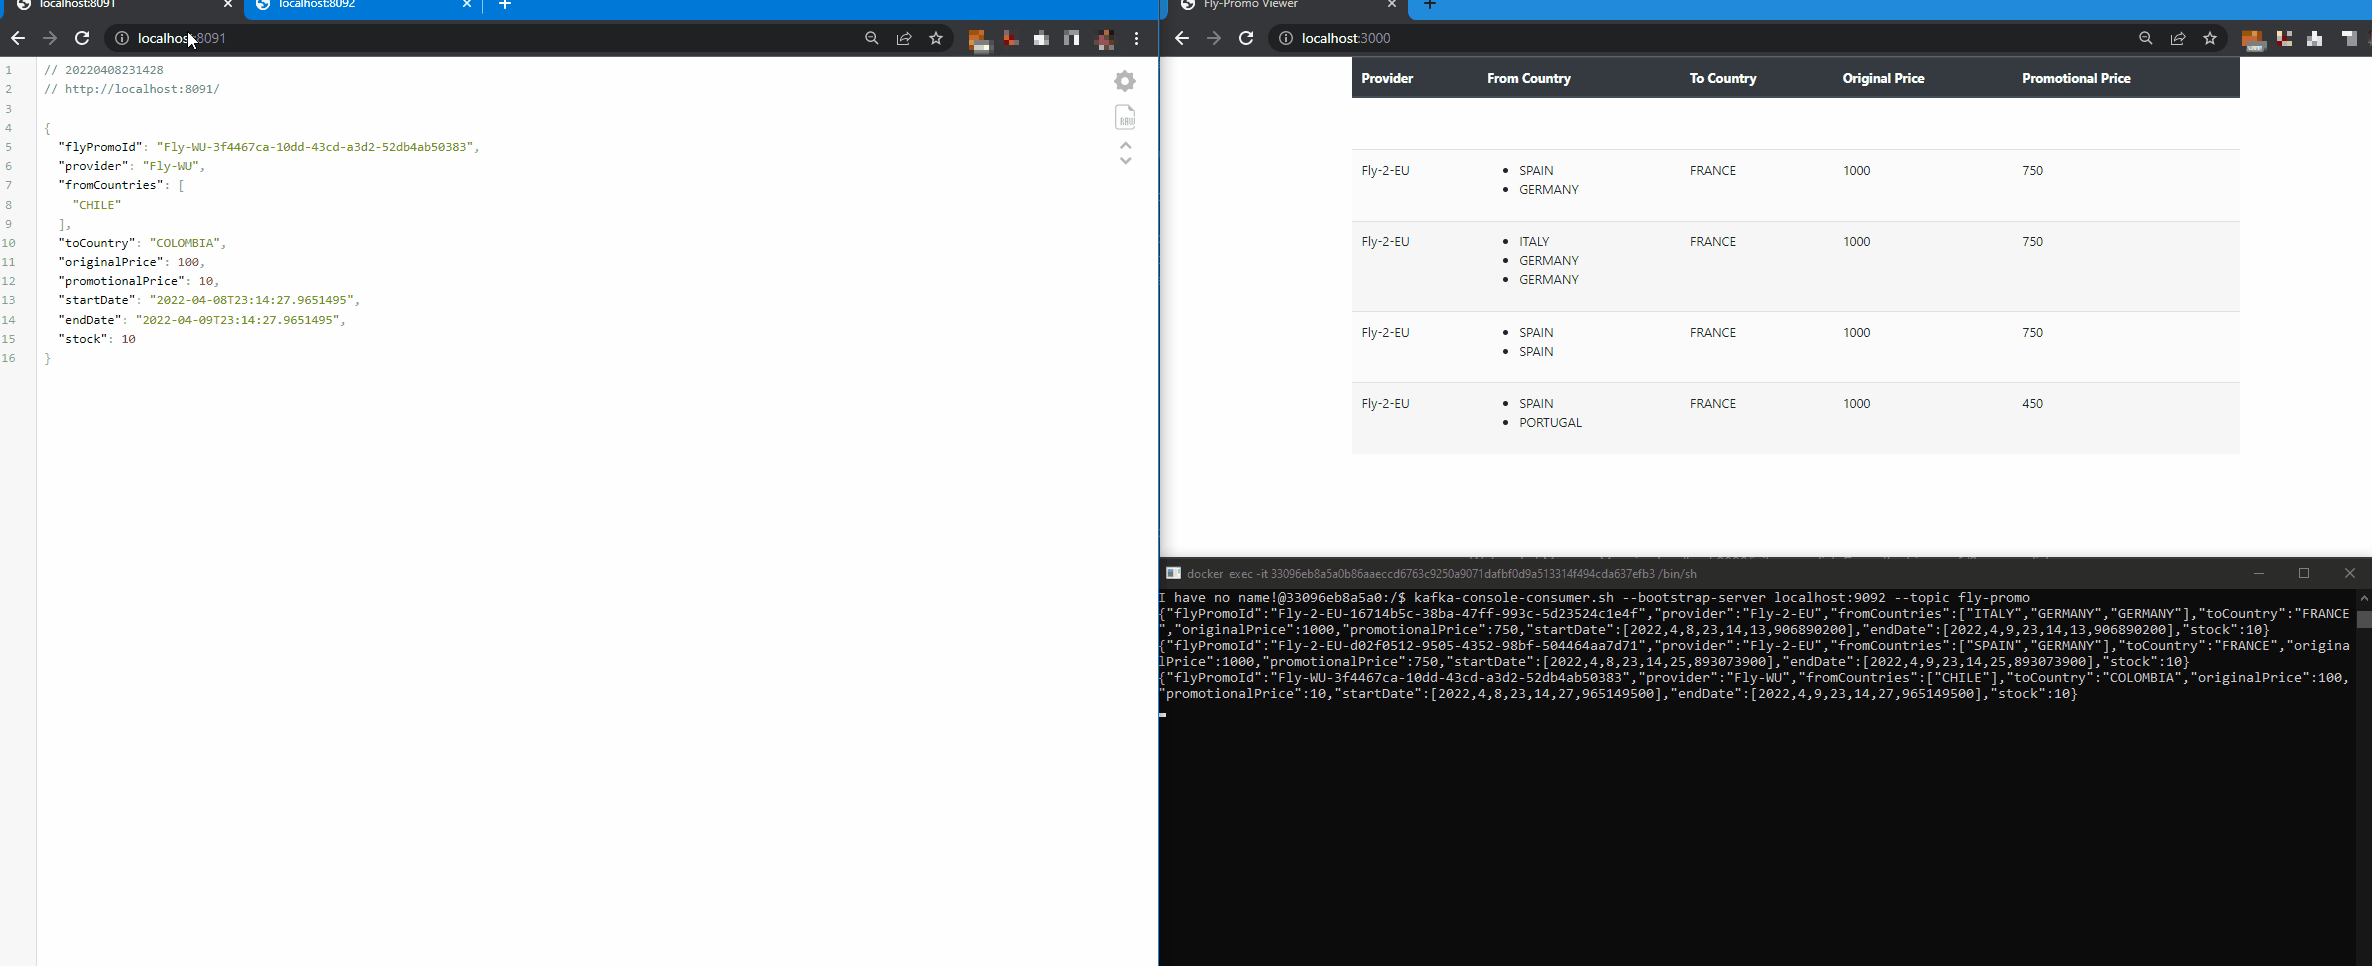 localhost:8091
localhost:8092
localhost:8091
1 // 20220408231428
2 // http://localhost:8091/
3
4 {
5 "flyPromoId": "Fly-WU-3f4467ca-10dd-43cd-a3d2-52db4ab50383",
6 "provider": "Fly-WU",
7 "fromCountries": [
8 "CHILE"
9 ],
10 "toCountry": "COLOMBIA",
11 "originalPrice": 100,
12 "promotionalPrice": 10,
13 "startDate": "2022-04-08T23:14:27.9651495",
14 "endDate": "2022-04-09T23:14:27.9651495",
15 "stock": 10
16 }
RAW
Fly-Promo Viewer
localhost:3000
Provider From Country To Country Original Price Promotional Price
Fly-2-EU • SPAIN FRANCE 1000 750
• GERMANY
Fly-2-EU • ITALY FRANCE 1000 750
• GERMANY
• GERMANY
Fly-2-EU • SPAIN FRANCE 1000 750
• SPAIN
Fly-2-EU • SPAIN FRANCE 1000 450
• PORTUGAL
docker exec -it 33096eb8a5a0b86aaeccd6763c9250a9071dafbf0d9a513314f494cda637efb3 /bin/sh
I have no name!@33096eb8a5a0:/$ kafka-console-consumer.sh --bootstrap-server localhost:9092 --topic fly-promo
{"flyPromoId":"Fly-2-EU-16714b5c-38ba-47ff-993c-5d23524c1e4f","provider":"Fly-2-EU","fromCountries":["ITALY","GERMANY","GERMANY"],"toCountry":"FRANCE
","originalPrice":1000,"promotionalPrice":750,"startDate":[2022,4,8,23,14,13,906890200],"endDate":[2022,4,9,23,14,13,906890200],"stock":10}
{"flyPromoId":"Fly-2-EU-d02f0512-9505-4352-98bf-504464aa7d71","provider":"Fly-2-EU","fromCountries":["SPAIN","GERMANY"],"toCountry":"FRANCE","origina
lPrice":1000,"promotionalPrice":750,"startDate":[2022,4,8,23,14,25,893073900],"endDate":[2022,4,9,23,14,25,893073900],"stock":10}
{"flyPromoId":"Fly-WU-3f4467ca-10dd-43cd-a3d2-52db4ab50383","provider":"Fly-WU","fromCountries":["CHILE"],"toCountry":"COLOMBIA","originalPrice":100,
"promotionalPrice":10,"startDate":[2022,4,8,23,14,27,965149500],"endDate":[2022,4,9,23,14,27,965149500],"stock":10}